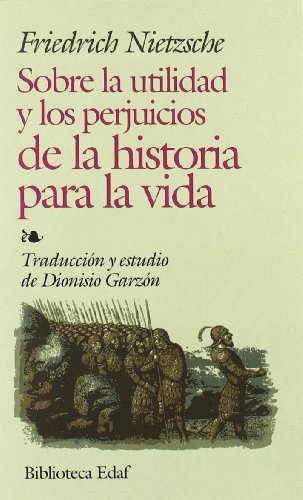 Friedrich Nietzsche
Sobre la utilidad
y los perjuicios
de la historia
para la vida
Traducción y estudio
de Dionisio Garzón
Biblioteca Edaf